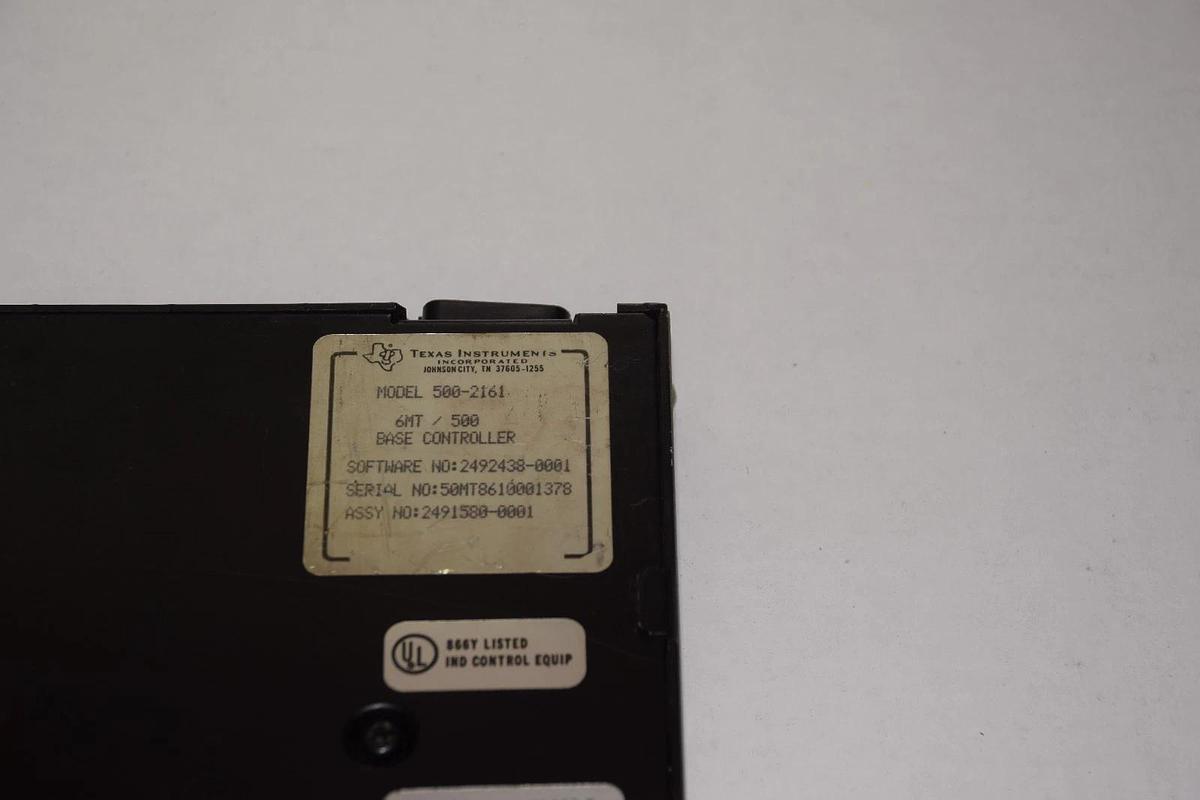 TEXAS INSTRUMENTS
INCORPORATED
JOHNSON CITY, TN 37605-1255
MODEL 500-2161
6MT / 500
BASE CONTROLLER
SOFTWARE NO:2492438-0001
SERIAL NO:50MT8610001378
ASSY NO:2491580-0001
UL
866Y LISTED
IND CONTROL EQUIP